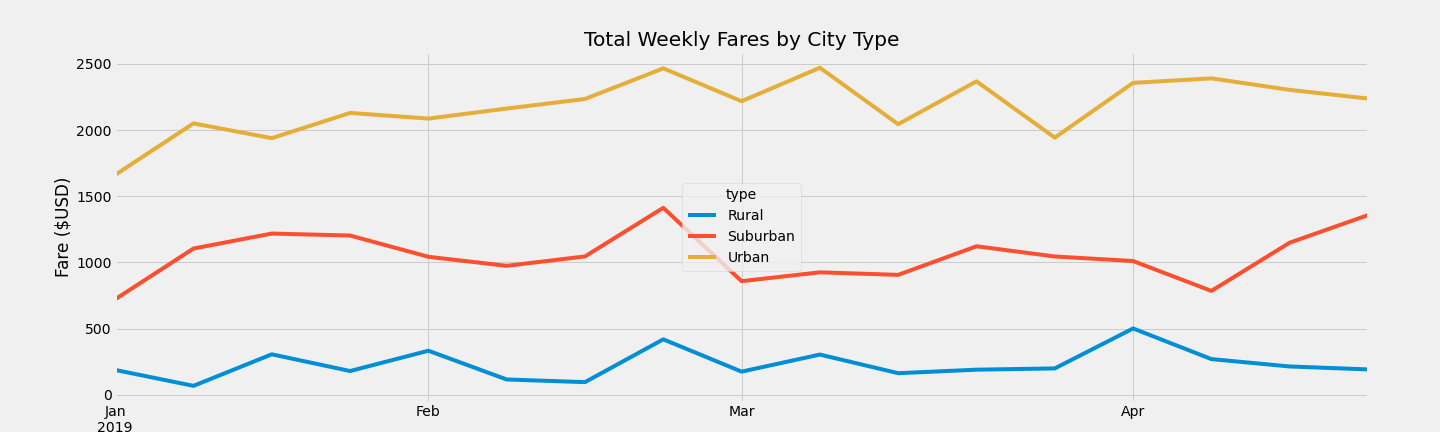 Total Weekly Fares by City Type
Fare ($USD)
2500
2000
1500
1000
500
0
type
Rural
Suburban
Urban
Jan
2019
Feb
Mar
Apr